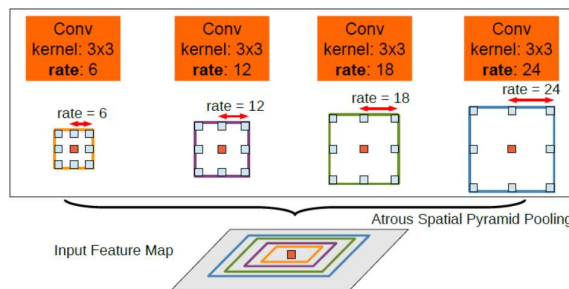 Conv
kernel: 3x3
rate: 6
Conv
kernel: 3x3
rate: 12
Conv
kernel: 3x3
rate: 18
Conv
kernel: 3x3
rate: 24
rate = 6
rate = 12
rate = 18
rate = 24
Atrous Spatial Pyramid Pooling
Input Feature Map